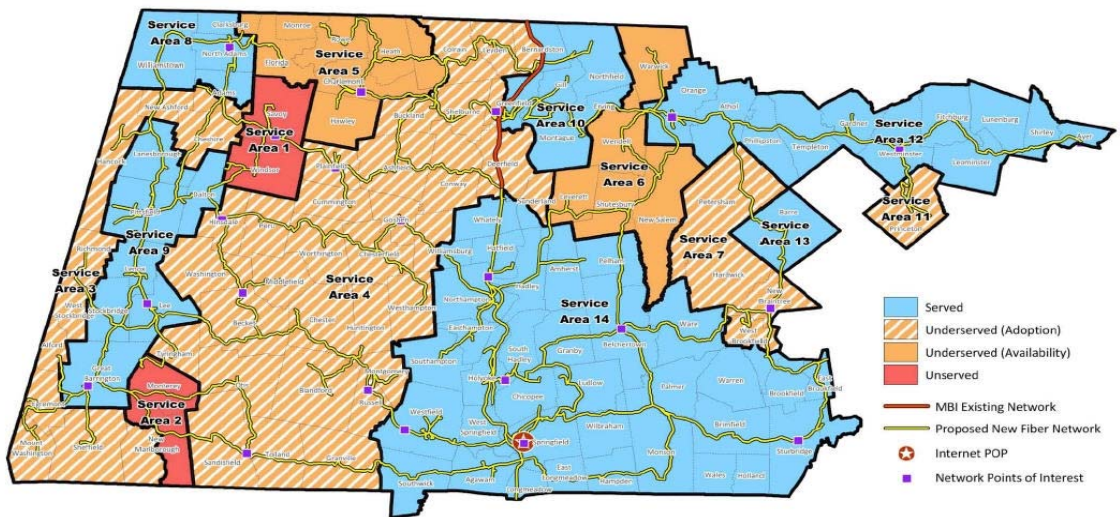 Service
Area 8
Clarksburg
North Adams
Williamstown
Monroe
Rowe
Heath
Florida
Service
Area 5
Charlemont
Hawley
Colrain
Leyden
Bernardston
Gill
Northfield
Warwick
Orange
Athol
Erving
Greenfield
Shelburne
Buckland
Service
Area 10
Montague
New Ashford
Adams
Cheshire
Savoy
Service
Area 1
Windsor
Hancock
Lanesborough
Dalton
Pittsfield
Plainfield
Ashfield
Conway
Deerfield
Cummington
Goshen
Sunderland
Leverett
Wendell
Service
Area 6
Shutesbury
New Salem
Phillipston
Templeton
Gardner
Service
Area 12
Westminster
Fitchburg
Lunenburg
Leominster
Shirley
Ayer
Service
Area 11
Princeton
Petersham
Barre
Service
Area 13
Service
Area 7
Hardwick
New
Braintree
West
Brookfield
Hinsdale
Peru
Worthington
Chesterfield
Williamsburg
Whately
Hatfield
Hadley
Amherst
Pelham
Richmond
Service
Area 9
Lenox
Washington
Middlefield
Service
Area 3
West
Stockbridge
Stockbridge
Lee
Becket
Service
Area 4
Chester
Huntington
Westhampton
Northampton
Easthampton
Southampton
Service
Area 14
Belchertown
Ware
South
Hadley
Granby
Holyoke
Chicopee
Ludlow
Palmer
Warren
Brookfield
East
Brookfield
Alford
Great
Barrington
Tyringham
Monterey
Service
Area 2
New
Marlborough
Otis
Blandford
Montgomery
Russell
Westfield
West
Springfield
Springfield
Wilbraham
Brimfield
Sturbridge
Egremont
Mount
Washington
Sheffield
Sandisfield
Tolland
Granville
Southwick
Agawam
Longmeadow
East
Longmeadow
Hampden
Monson
Wales
Holland
Served
Underserved (Adoption)
Underserved (Availability)
Unserved
MBI Existing Network
Proposed New Fiber Network
Internet POP
Network Points of Interest